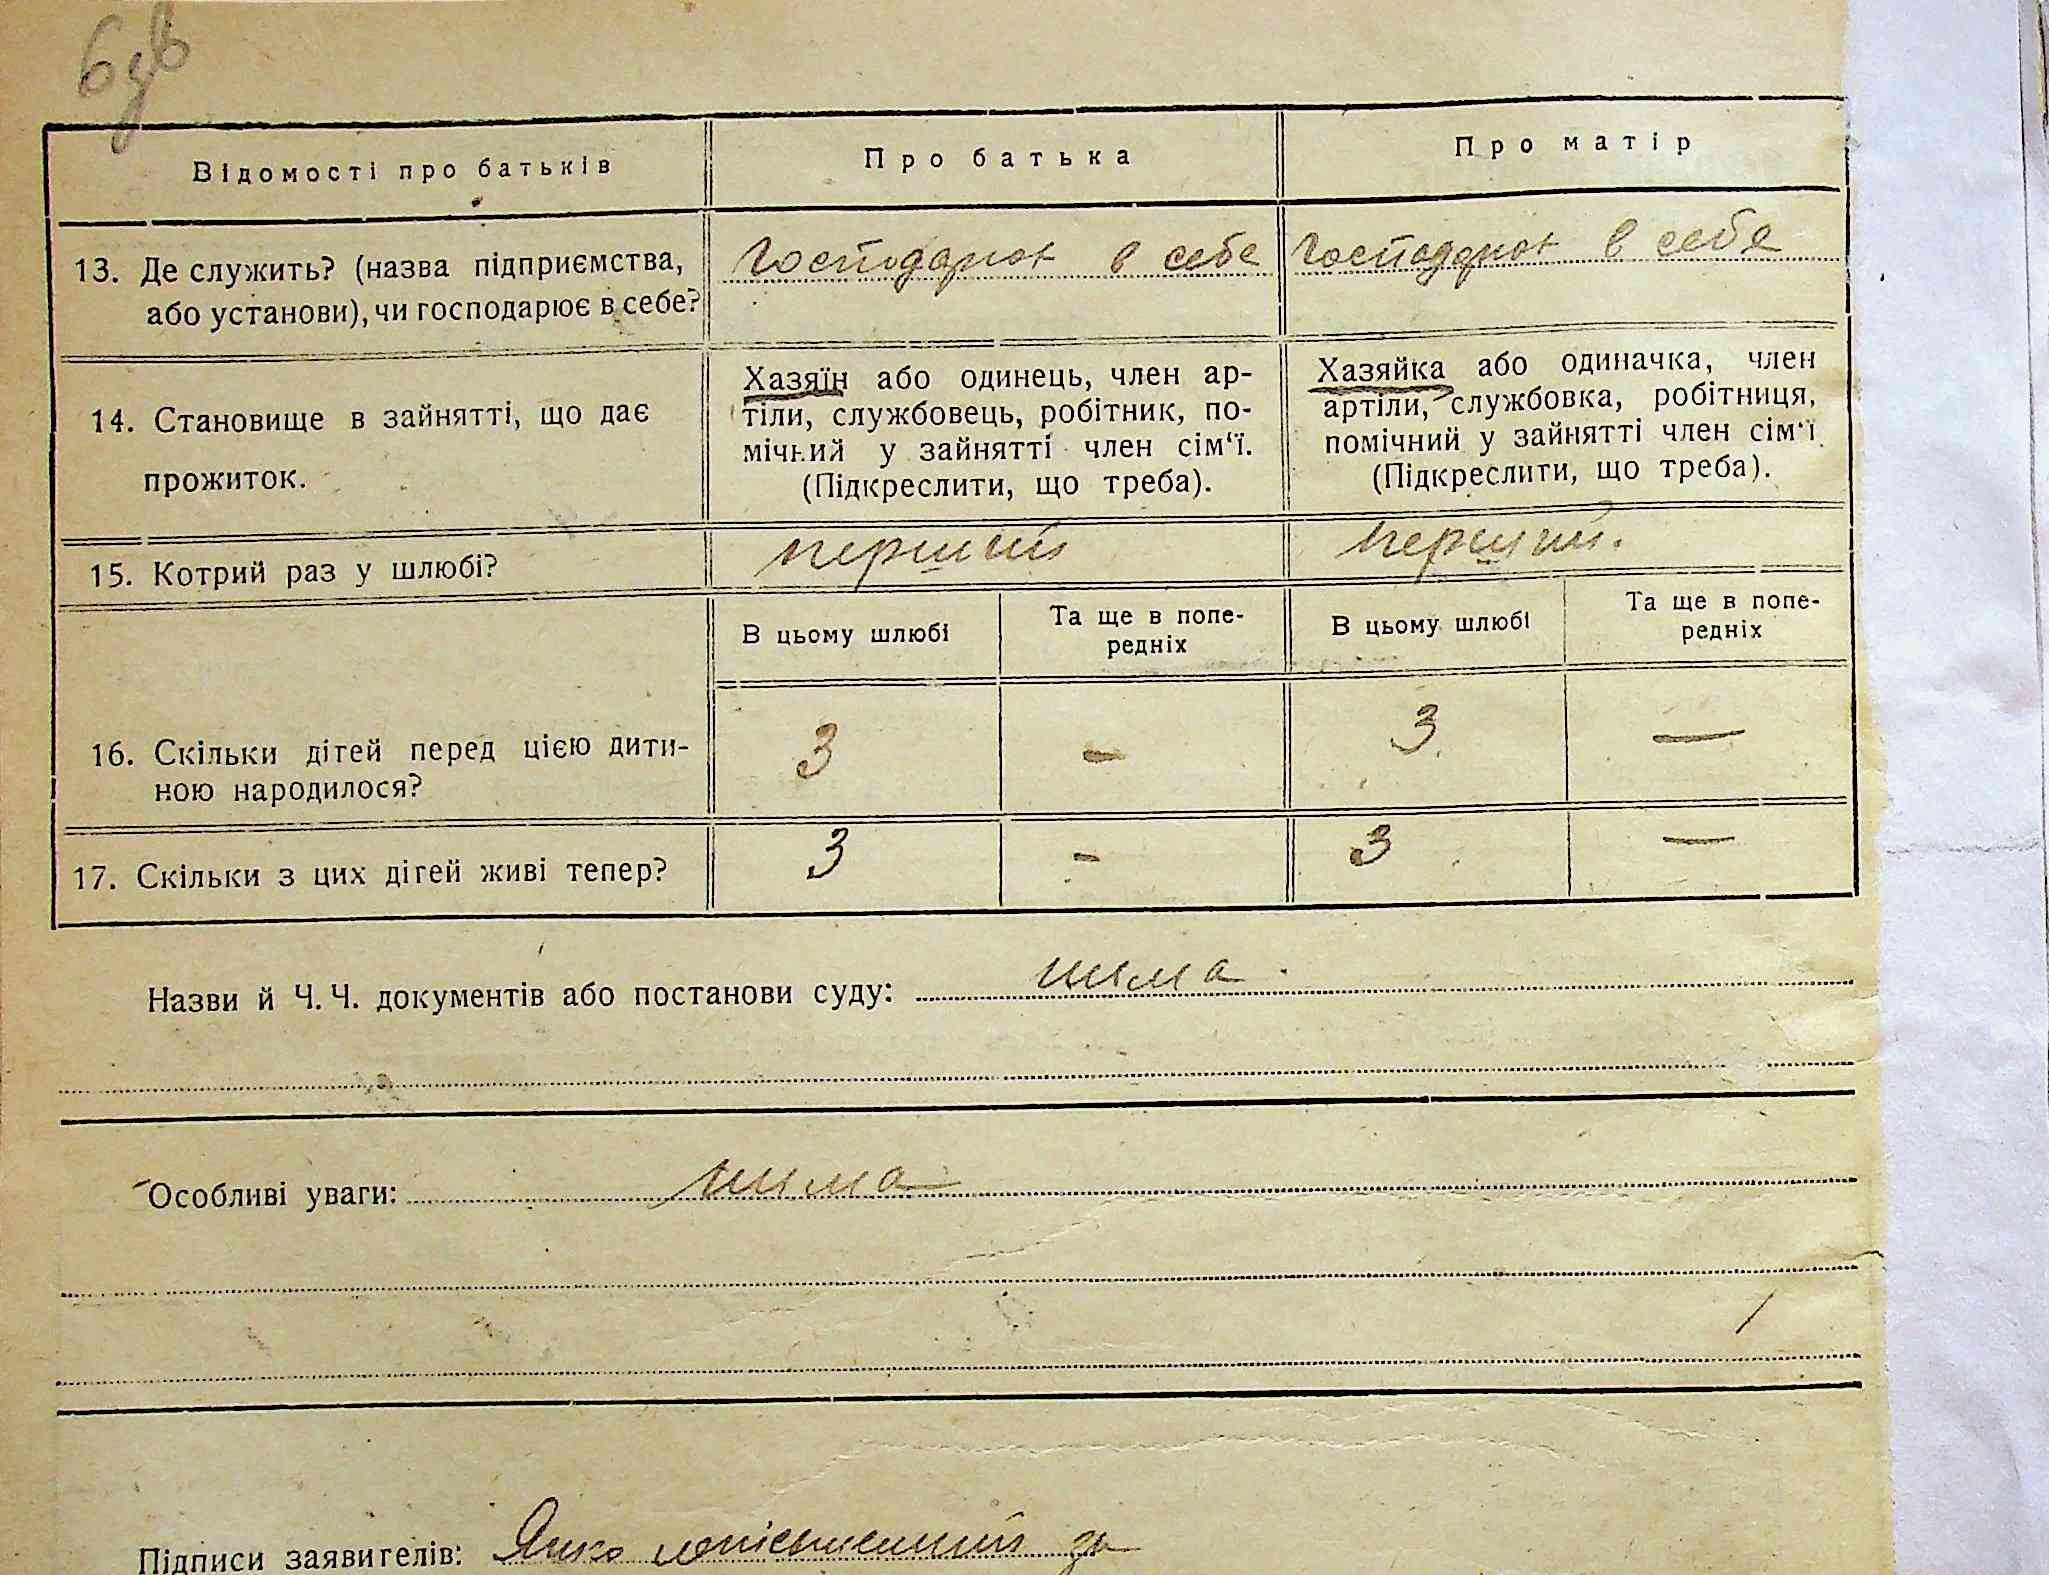 Відомості про батьків
Про батька
Про матір
13. Де служить? (назва підприємства,
або установи), чи господарює в себе?
Господарює в себе
Господарює в себе
14. Становище в зайнятті, що дає
прожиток.
Хазяїн або одинець, член ар-
тіли, службовець, робітник, по-
мічний у зайнятті член сім'ї.
(Підкреслити, що треба).
Хазяйка або одиначка, член
артіли, службовка, робітниця,
помічний у зайнятті член сім'ї.
(Підкреслити, що треба).
15. Котрий раз у шлюбі?
перший
перший.
В цьому шлюбі
Та ще в попе-
редніх
В цьому шлюбі
Та ще в попе-
редніх
16. Скільки дітей перед цією дити-
ною народилося?
3
-
3
—
17. Скільки з цих дітей живі тепер?
3
-
3
—
Назви й Ч. Ч. документів або постанови суду: нима
Особливі уваги: нима
Підписи заявителів: Яко неписьменний за